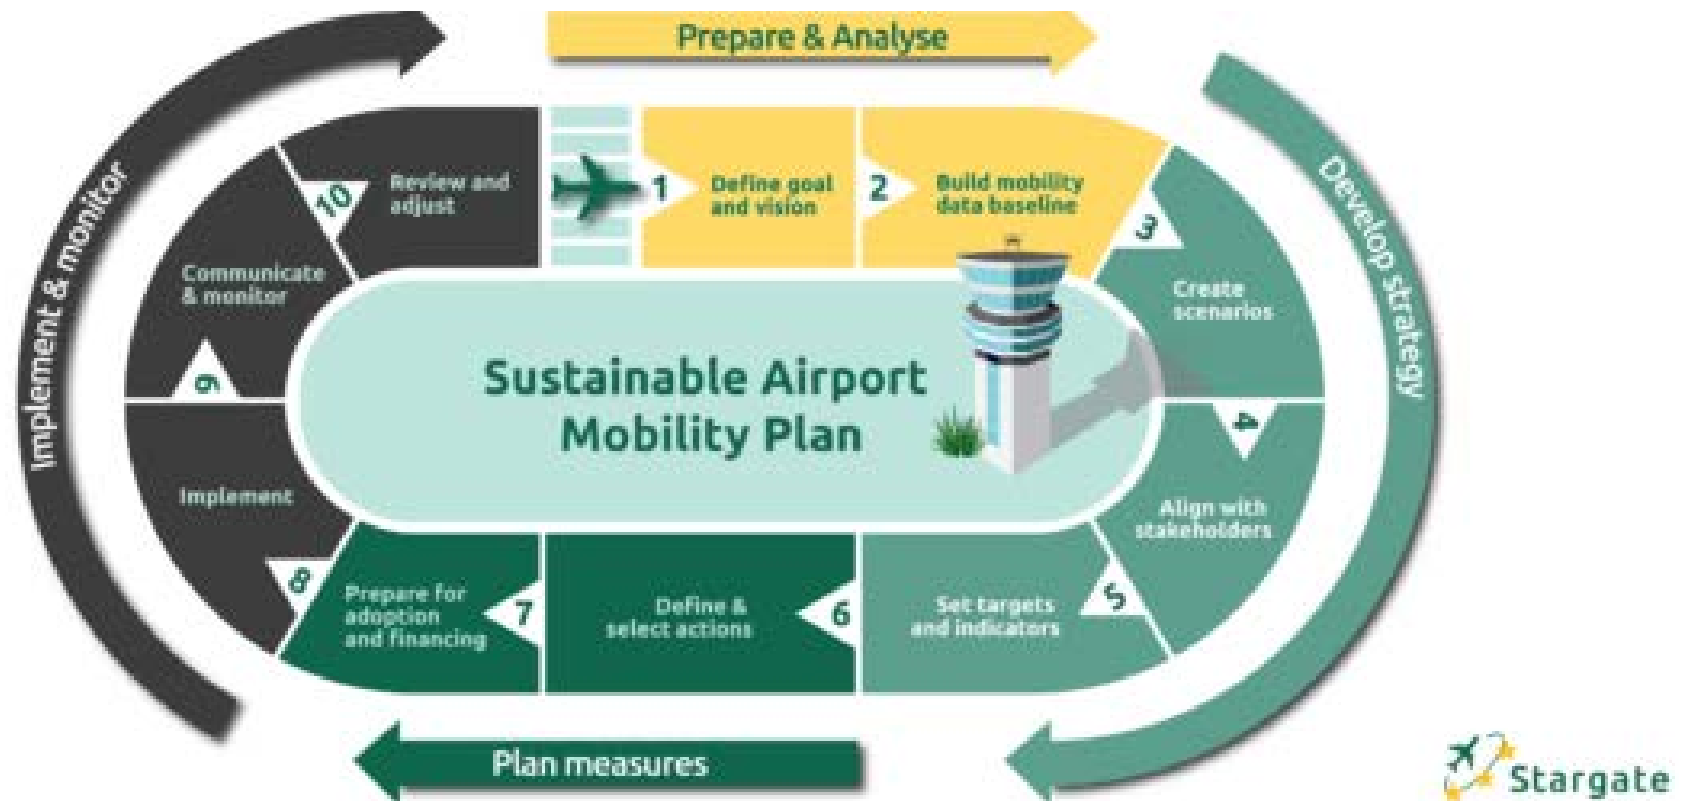 Prepare & Analyse
Develop strategy
Plan measures
Implement & monitor
1
Define goal
and vision
2
Build mobility
data baseline
3
Create
scenarios
4
Align with
stakeholders
5
Set targets
and indicators
6
Define &
select actions
7
Prepare for
adoption
and financing
8
Implement
9
Communicate
& monitor
10
Review and
adjust
Sustainable Airport
Mobility Plan
Stargate